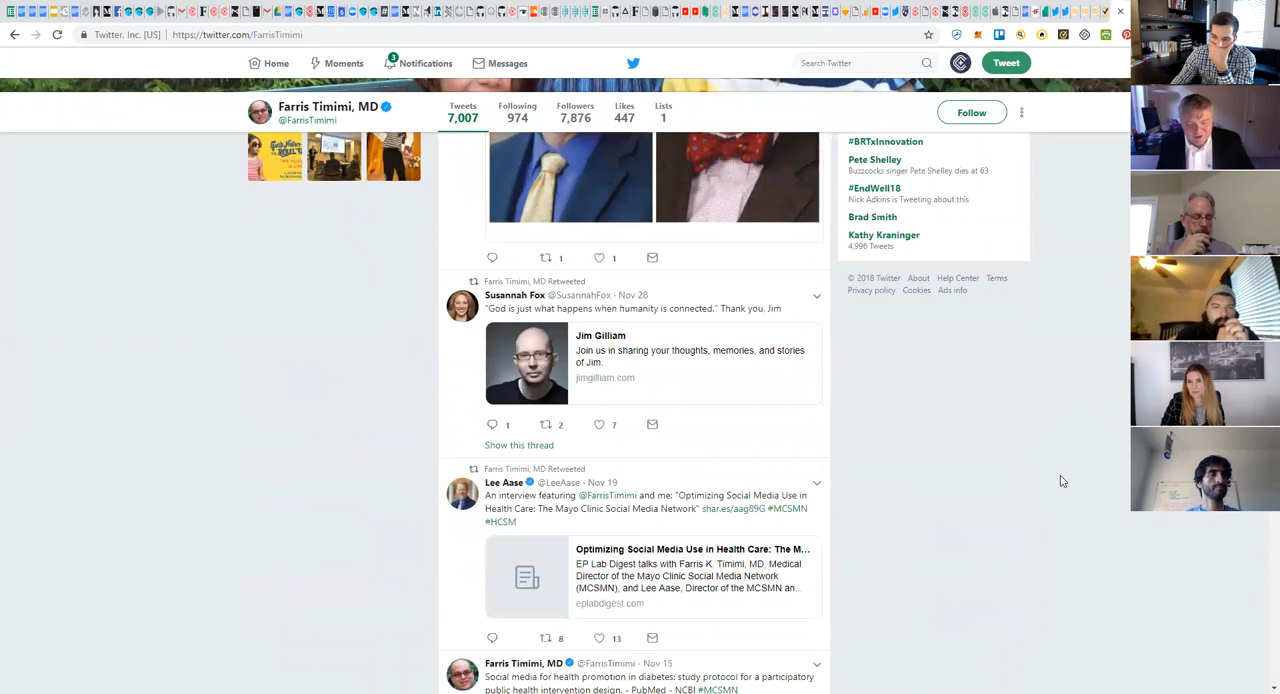 Twitter, Inc. [US]
https://twitter.com/FarrisTimimi
Home
Moments
3
Notifications
Messages
Search Twitter
Tweet
Farris Timimi, MD
@FarrisTimimi
Tweets
7,007
Following
974
Followers
7,876
Likes
447
Lists
1
Follow
1
1
Farris Timimi, MD Retweeted
Susannah Fox @SusannahFox · Nov 28
"God is just what happens when humanity is connected." Thank you, Jim
Jim Gilliam
Join us in sharing your thoughts, memories, and stories
of Jim.
jimgilliam.com
1
2
7
Show this thread
Farris Timimi, MD Retweeted
Lee Aase @LeeAase · Nov 19
An interview featuring @FarrisTimimi and me: "Optimizing Social Media Use in
Health Care: The Mayo Clinic Social Media Network" shar.es/aag89G #MCSMN
#HCSM
Optimizing Social Media Use in Health Care: The M...
EP Lab Digest talks with Farris K. Timimi, MD, Medical
Director of the Mayo Clinic Social Media Network
(MCSMN), and Lee Aase, Director of the MCSMN an...
eplabdigest.com
8
13
Farris Timimi, MD @FarrisTimimi · Nov 15
Social media for health promotion in diabetes: study protocol for a participatory
public health intervention design. - PubMed - NCBI #MCSMN
#BRTxInnovation
Pete Shelley
Buzzcocks singer Pete Shelley dies at 63
#EndWell18
Nick Adkins is Tweeting about this
Brad Smith
Kathy Kraninger
4,996 Tweets
© 2018 Twitter About Help Center Terms
Privacy policy Cookies Ads info